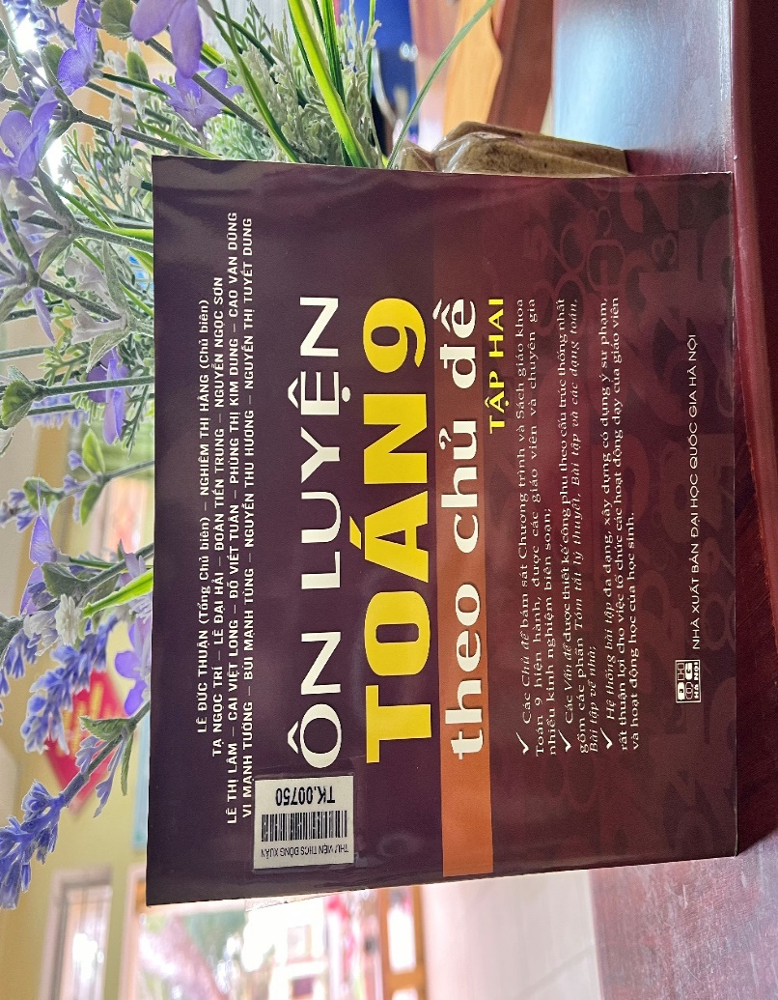 LÊ ĐỨC THUẬN (Tổng Chủ biên) – NGHIÊM THỊ HẰNG (Chủ biên)
TẠ NGỌC TRÍ – LÊ ĐẠI HẢI – ĐOÀN TIẾN TRUNG – NGUYỄN NGỌC SƠN
LÊ THỊ LÂM – CAI VIỆT LONG – ĐỖ VIẾT TUÂN – PHÙNG THỊ KIM DUNG – CAO VĂN DŨNG
VI MẠNH TƯỜNG – BÙI MẠNH TÙNG – NGUYỄN THU HƯƠNG – NGUYỄN THỊ TUYẾT DUNG
THƯ VIỆN THCS ĐỒNG XUÂN
TK.00750
ÔN LUYỆN
TOÁN 9
theo chủ đề
TẬP HAI
✓ Các Chủ đề bám sát Chương trình và Sách giáo khoa
Toán 9 hiện hành, được các giáo viên và chuyên gia
nhiều kinh nghiệm biên soạn;
✓ Các Vấn đề được thiết kế công phu theo cấu trúc thống nhất
gồm các phần Tóm tắt lý thuyết, Bài tập và các dạng toán,
Bài tập về nhà;
✓ Hệ thống bài tập đa dạng, xây dựng có dụng ý sư phạm,
rất thuận lợi cho việc tổ chức các hoạt động dạy của giáo viên
và hoạt động học của học sinh.
HÀ NỘI
NHÀ XUẤT BẢN ĐẠI HỌC QUỐC GIA HÀ NỘI